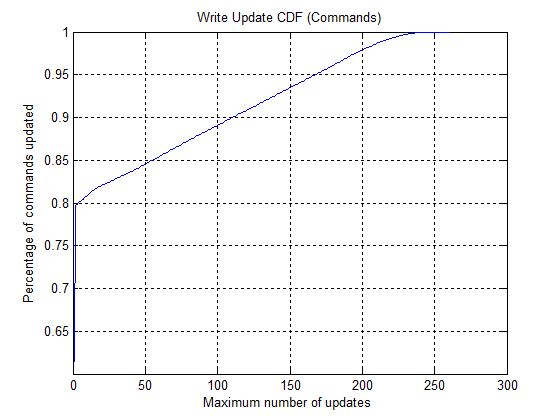 Write Update CDF (Commands)
1
0.95
0.9
0.85
0.8
0.75
0.7
0.65
Percentage of commands updated
0 50 100 150 200 250 300
Maximum number of updates